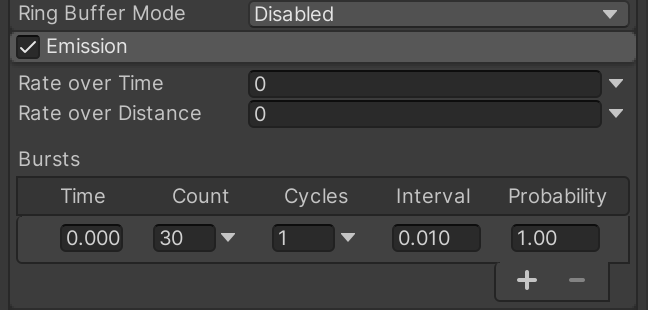 Ring Buffer Mode Disabled
Emission
Rate over Time 0
Rate over Distance 0
Bursts
Time Count Cycles Interval Probability
0.000 30 1 0.010 1.00
+ −